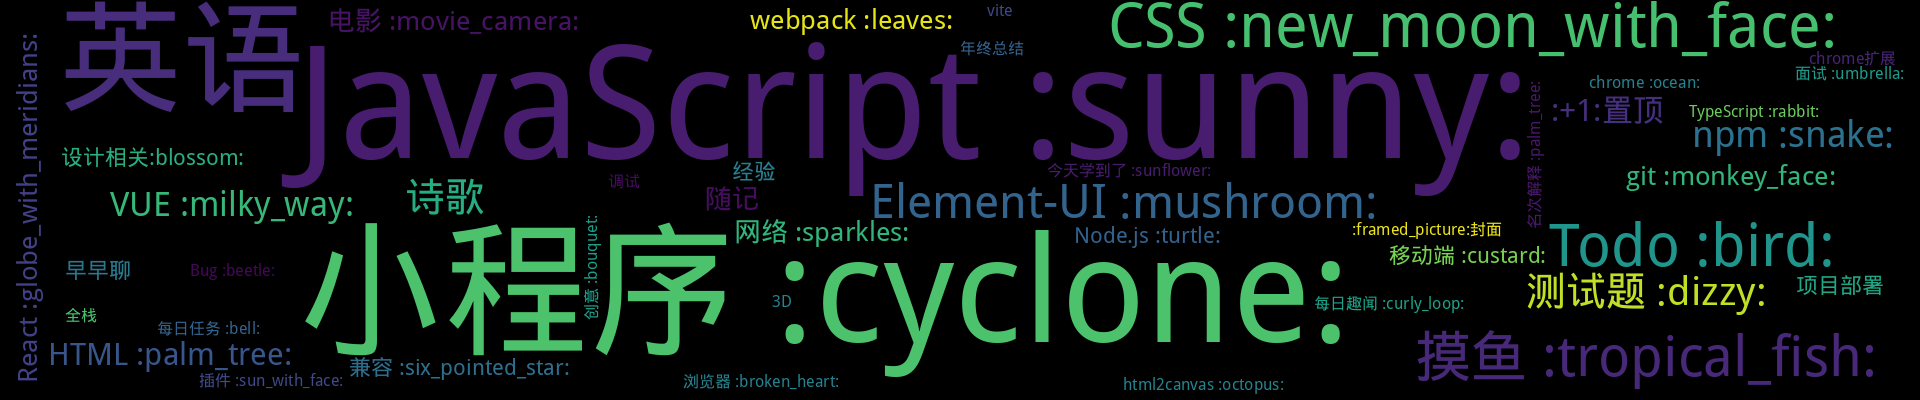 英语
电影 :movie_camera:
webpack :leaves:
vite
年终总结
CSS :new_moon_with_face:
chrome扩展
面试 :umbrella:
chrome :ocean:
JavaScript :sunny:
:+1:置顶
TypeScript :rabbit:
npm :snake:
名次解释 :palm_tree:
React :globe_with_meridians:
设计相关:blossom:
调试
经验
今天学到了 :sunflower:
git :monkey_face:
VUE :milky_way:
诗歌
随记
Element-UI :mushroom:
网络 :sparkles:
Node.js :turtle:
:framed_picture:封面
Todo :bird:
移动端 :custard:
早早聊
Bug :beetle:
小程序 :cyclone:
创意 :bouquet:
3D
每日趣闻 :curly_loop:
测试题 :dizzy:
项目部署
全栈
每日任务 :bell:
HTML :palm_tree:
兼容 :six_pointed_star:
摸鱼 :tropical_fish:
插件 :sun_with_face:
浏览器 :broken_heart:
html2canvas :octopus: